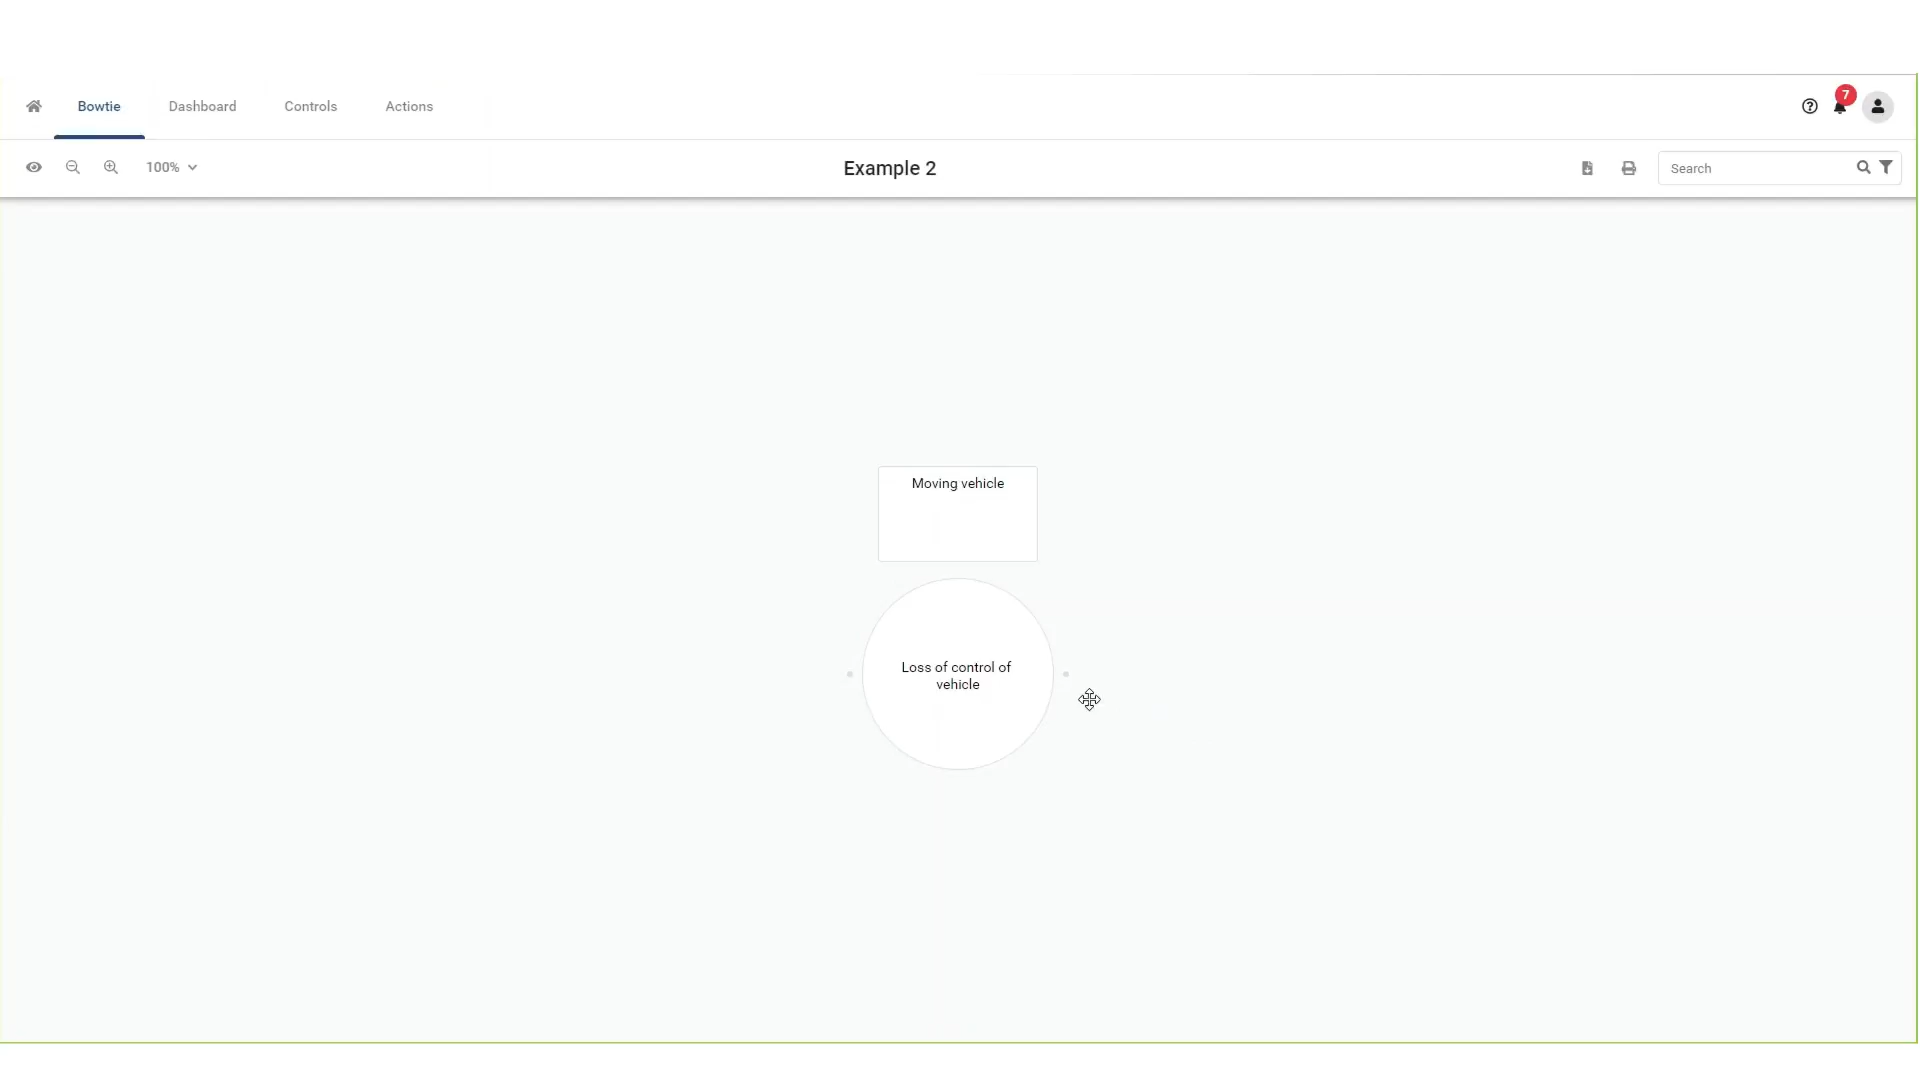 Bowtie
Dashboard
Controls
Actions
7
100%
Example 2
Search
Moving vehicle
Loss of control of
vehicle